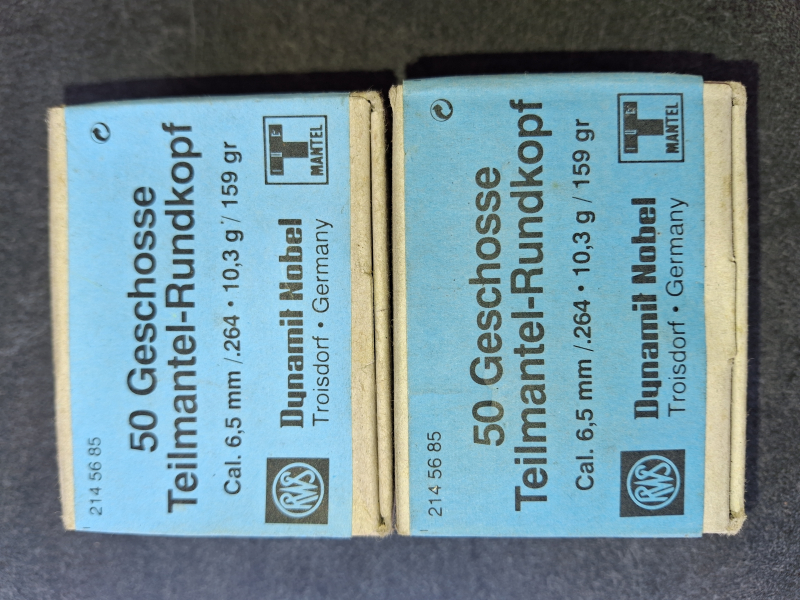 214 56 85
50 Geschosse
Teilmantel-Rundkopf
Cal. 6,5 mm /.264 · 10,3 g / 159 gr
RWS
Dynamit Nobel
Troisdorf · Germany
T
MANTEL
214 56 85
50 Geschosse
Teilmantel-Rundkopf
Cal. 6,5 mm /.264 · 10,3 g / 159 gr
RWS
Dynamit Nobel
Troisdorf · Germany
T
MANTEL